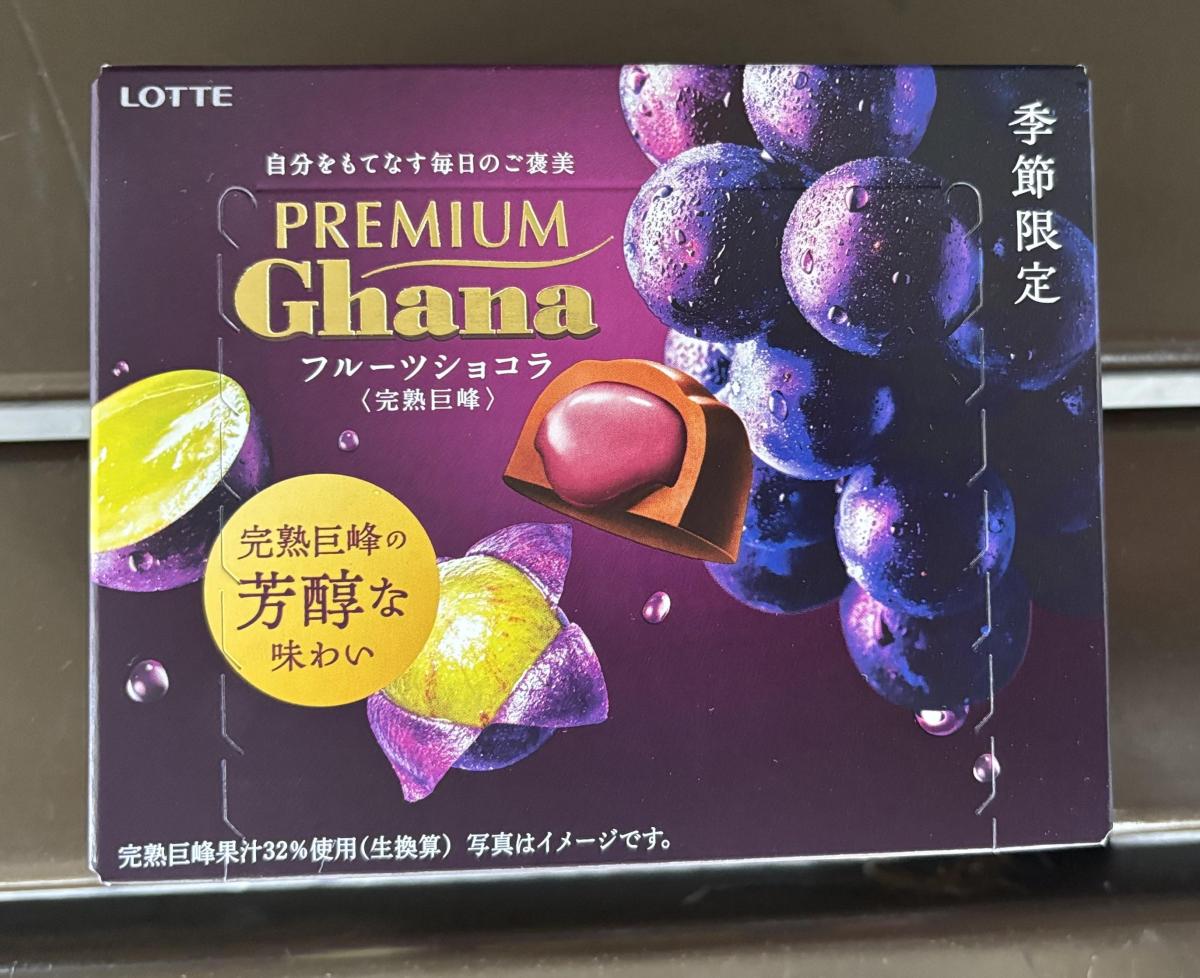 LOTTE
自分をもてなす毎日のご褒美
PREMIUM
Ghana
フルーツショコラ
〈完熟巨峰〉
季節限定
完熟巨峰の
芳醇な
味わい
完熟巨峰果汁32%使用(生換算) 写真はイメージです。